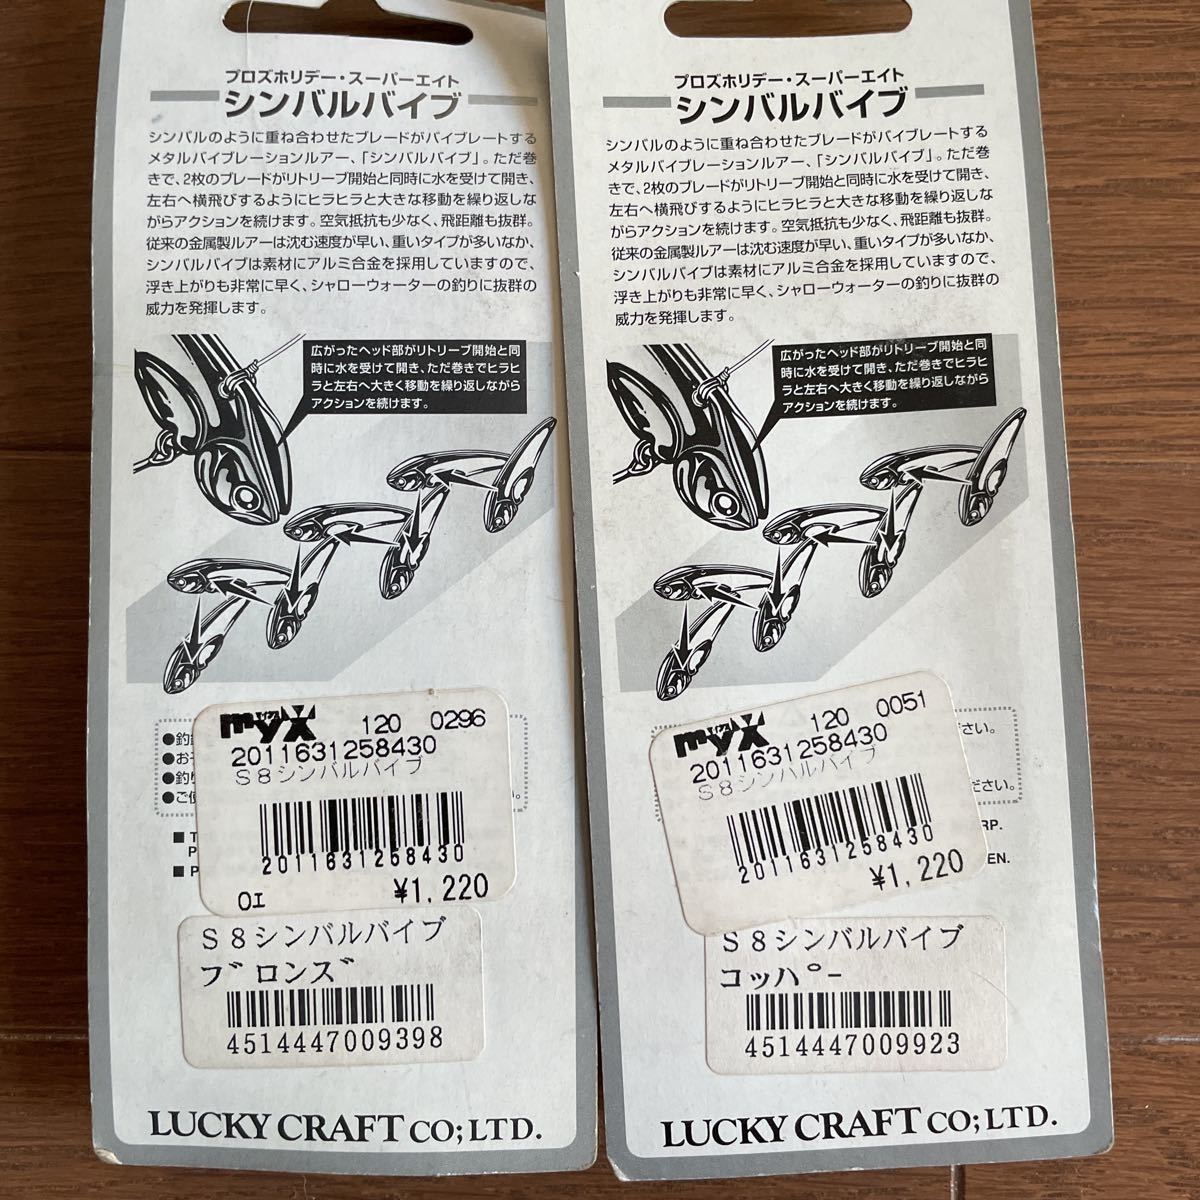 プロズホリデー・スーパーエイト
シンバルバイブ
シンバルのように重ね合わせたブレードがバイブレートする
メタルバイブレーションルアー、「シンバルバイブ」。ただ巻
きで、2枚のブレードがリトリーブ開始と同時に水を受けて開き、
左右へ横飛びするようにヒラヒラと大きな移動を繰り返しな
がらアクションを続けます。空気抵抗も少なく、飛距離も抜群。
従来の金属製ルアーは沈む速度が早い、重いタイプが多いなか、
シンバルバイブは素材にアルミ合金を採用していますので、
浮き上がりも非常に早く、シャローウォーターの釣りに抜群の
威力を発揮します。
広がったヘッド部がリトリーブ開始と同
時に水を受けて開き、ただ巻きでヒラヒ
ラと左右へ大きく移動を繰り返しながら
アクションを続けます。
●釣
●お
●釣り
●ご使
い。
■ T
P
■ P
myX 120 0296
2011631258430
S8シンバルバイブ
2011631258430
OI ¥1,220
S8シンバルバイブ
ブロンズ
4514447009398
LUCKY CRAFT CO;LTD.
プロズホリデー・スーパーエイト
シンバルバイブ
シンバルのように重ね合わせたブレードがバイブレートする
メタルバイブレーションルアー、「シンバルバイブ」。ただ巻
きで、2枚のブレードがリトリーブ開始と同時に水を受けて開き、
左右へ横飛びするようにヒラヒラと大きな移動を繰り返しな
がらアクションを続けます。空気抵抗も少なく、飛距離も抜群。
従来の金属製ルアーは沈む速度が早い、重いタイプが多いなか、
シンバルバイブは素材にアルミ合金を採用していますので、
浮き上がりも非常に早く、シャローウォーターの釣りに抜群の
威力を発揮します。
広がったヘッド部がリトリーブ開始と同
時に水を受けて開き、ただ巻きでヒラヒ
ラと左右へ大きく移動を繰り返しながら
アクションを続けます。
ださい。
ださい。
RP.
EN.
myX 120 0051
2011631258430
S8シンバルバイブ
2011631258430
¥1,220
S8シンバルバイブ
コッパー
4514447009923
LUCKY CRAFT CO;LTD.